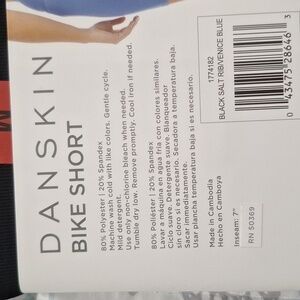 DANSKIN
BIKE SHORT
80% Polyester | 20% Spandex
Machine wash cold with like colors. Gentle cycle.
Mild detergent.
Use only non-chlorine bleach when needed.
Tumble dry low. Remove promptly. Cool iron if needed.
80% Poliéster | 20% Spandex
Lavar a máquina en agua fría con colores similares.
Ciclo suave. Detergente suave. Blanqueador
sin cloro si es necesario. Secadora a temperatura baja.
Sacar inmediatamente.
Usar plancha temperatura baja si es necesario.
Made in Cambodia
Hecho en Camboya
Inseam: 7"
RN 50369
1774182
BLACK SALT RIB/VENICE BLUE
0 43475 28646 3
M